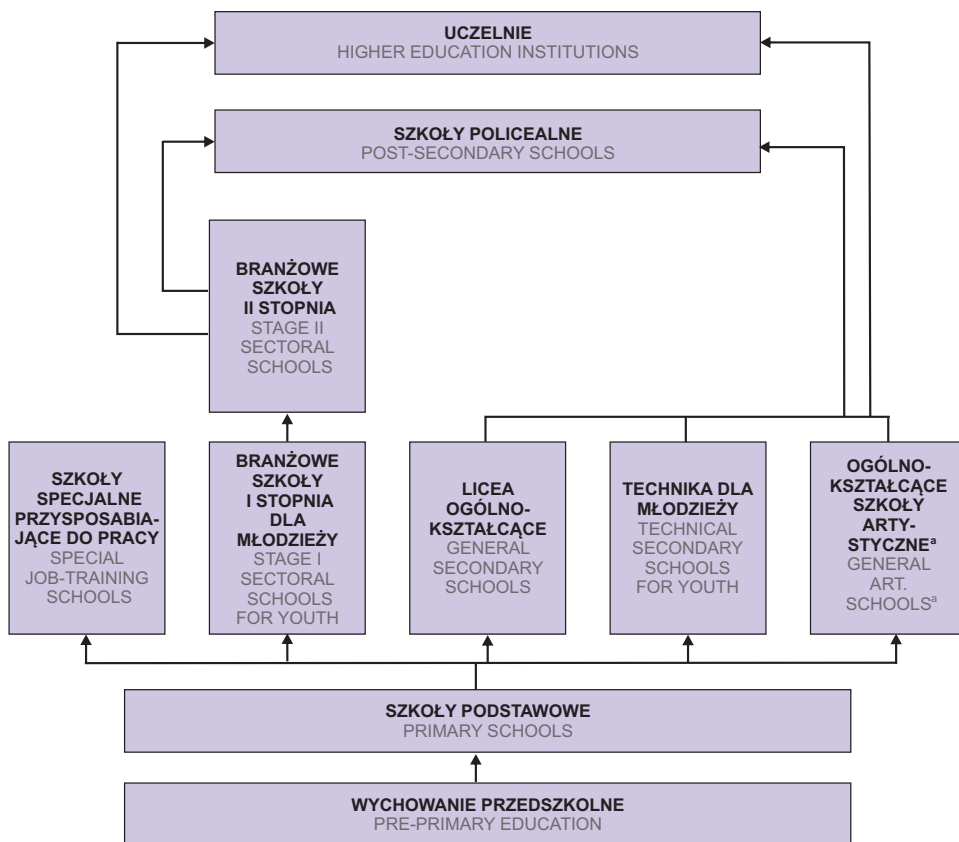 UCZELNIE
HIGHER EDUCATION INSTITUTIONS
SZKOŁY POLICEALNE
POST-SECONDARY SCHOOLS
BRANŻOWE
SZKOŁY
II STOPNIA
STAGE II
SECTORAL
SCHOOLS
SZKOŁY
SPECJALNE
PRZYSPOSABIA-
JĄCE DO PRACY
SPECIAL
JOB-TRAINING
SCHOOLS
BRANŻOWE
SZKOŁY
I STOPNIA
DLA
MŁODZIEŻY
STAGE I
SECTORAL
SCHOOLS
FOR YOUTH
LICEA
OGÓLNO-
KSZTAŁCĄCE
GENERAL
SECONDARY
SCHOOLS
TECHNIKA DLA
MŁODZIEŻY
TECHNICAL
SECONDARY
SCHOOLS
FOR YOUTH
OGÓLNO-
KSZTAŁCĄCE
SZKOŁY
ARTY-
STYCZNEª
GENERAL
ART.
SCHOOLSª
SZKOŁY PODSTAWOWE
PRIMARY SCHOOLS
WYCHOWANIE PRZEDSZKOLNE
PRE-PRIMARY EDUCATION